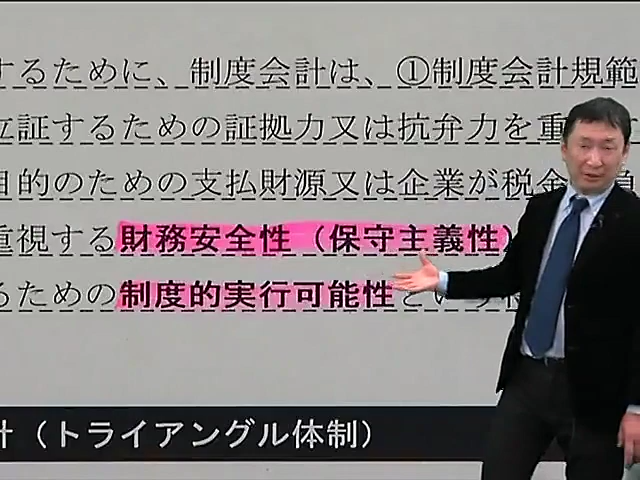 するために、制度会計は、①制度会計規範
立証するための証拠力又は抗弁力を重
目的のための支払財源又は企業が税金
重視する財務安全性（保守主義性）
るための制度的実行可能性とい
計（トライアングル体制）